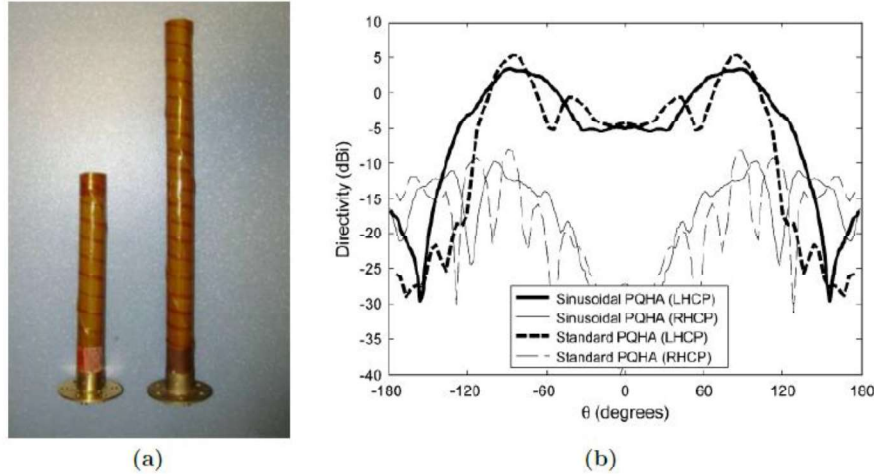 10
5
0
-5
-10
-15
-20
-25
-30
-35
-40
Directivity (dBi)
Sinusoidal PQHA (LHCP)
Sinusoidal PQHA (RHCP)
Standard PQHA (LHCP)
Standard PQHA (RHCP)
-180 -120 -60 0 60 120 180
θ (degrees)
(a) (b)